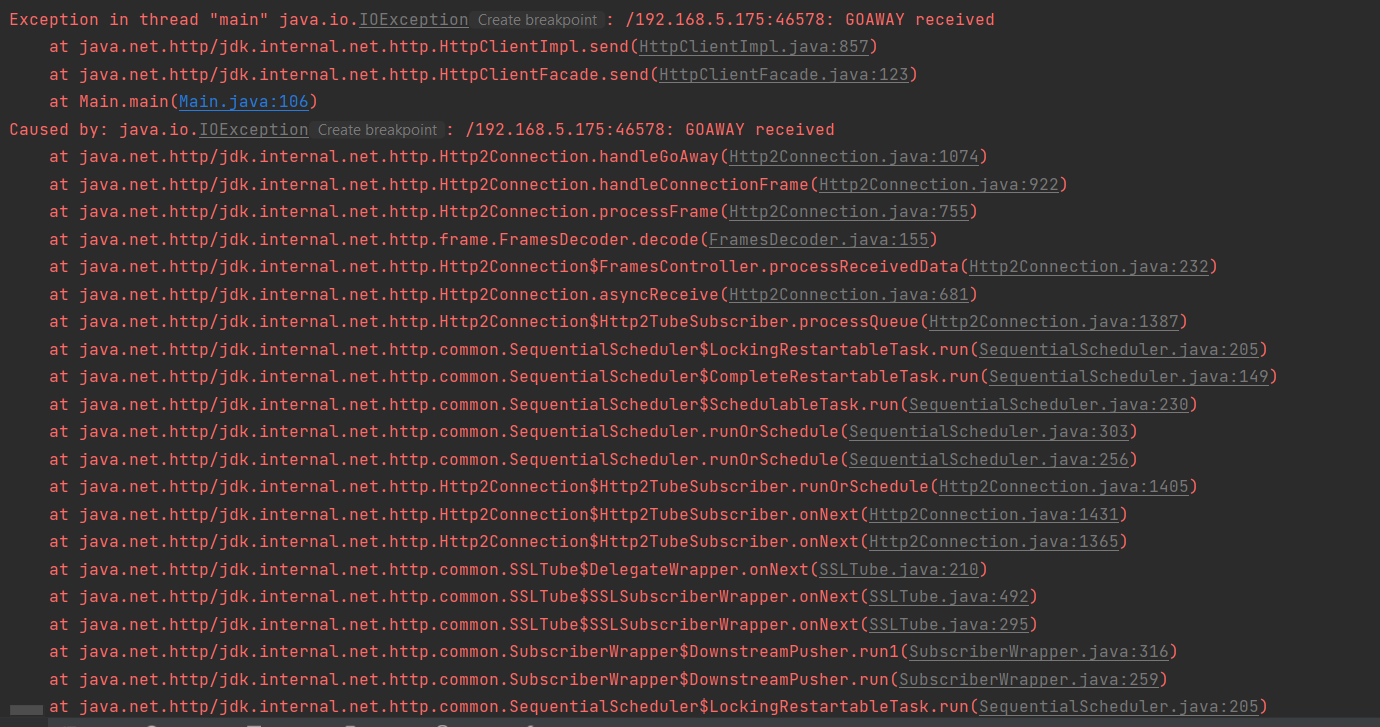 Exception in thread "main" java.io.IOException Create breakpoint : /192.168.5.175:46578: GOAWAY received
at java.net.http/jdk.internal.net.http.HttpClientImpl.send(HttpClientImpl.java:857)
at java.net.http/jdk.internal.net.http.HttpClientFacade.send(HttpClientFacade.java:123)
at Main.main(Main.java:106)
Caused by: java.io.IOException Create breakpoint : /192.168.5.175:46578: GOAWAY received
at java.net.http/jdk.internal.net.http.Http2Connection.handleGoAway(Http2Connection.java:1074)
at java.net.http/jdk.internal.net.http.Http2Connection.handleConnectionFrame(Http2Connection.java:922)
at java.net.http/jdk.internal.net.http.Http2Connection.processFrame(Http2Connection.java:755)
at java.net.http/jdk.internal.net.http.frame.FramesDecoder.decode(FramesDecoder.java:155)
at java.net.http/jdk.internal.net.http.Http2Connection$FramesController.processReceivedData(Http2Connection.java:232)
at java.net.http/jdk.internal.net.http.Http2Connection.asyncReceive(Http2Connection.java:681)
at java.net.http/jdk.internal.net.http.Http2Connection$Http2TubeSubscriber.processQueue(Http2Connection.java:1387)
at java.net.http/jdk.internal.net.http.common.SequentialScheduler$LockingRestartableTask.run(SequentialScheduler.java:205)
at java.net.http/jdk.internal.net.http.common.SequentialScheduler$CompleteRestartableTask.run(SequentialScheduler.java:149)
at java.net.http/jdk.internal.net.http.common.SequentialScheduler$SchedulableTask.run(SequentialScheduler.java:230)
at java.net.http/jdk.internal.net.http.common.SequentialScheduler.runOrSchedule(SequentialScheduler.java:303)
at java.net.http/jdk.internal.net.http.common.SequentialScheduler.runOrSchedule(SequentialScheduler.java:256)
at java.net.http/jdk.internal.net.http.Http2Connection$Http2TubeSubscriber.runOrSchedule(Http2Connection.java:1405)
at java.net.http/jdk.internal.net.http.Http2Connection$Http2TubeSubscriber.onNext(Http2Connection.java:1431)
at java.net.http/jdk.internal.net.http.Http2Connection$Http2TubeSubscriber.onNext(Http2Connection.java:1365)
at java.net.http/jdk.internal.net.http.common.SSLTube$DelegateWrapper.onNext(SSLTube.java:210)
at java.net.http/jdk.internal.net.http.common.SSLTube$SSLSubscriberWrapper.onNext(SSLTube.java:492)
at java.net.http/jdk.internal.net.http.common.SSLTube$SSLSubscriberWrapper.onNext(SSLTube.java:295)
at java.net.http/jdk.internal.net.http.common.SubscriberWrapper$DownstreamPusher.run1(SubscriberWrapper.java:316)
at java.net.http/jdk.internal.net.http.common.SubscriberWrapper$DownstreamPusher.run(SubscriberWrapper.java:259)
at java.net.http/jdk.internal.net.http.common.SequentialScheduler$LockingRestartableTask.run(SequentialScheduler.java:205)